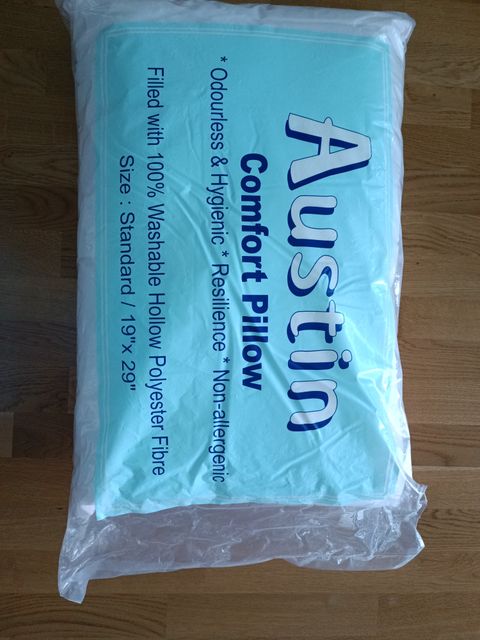 Austin
Comfort Pillow
* Odourless & Hygienic * Resilience * Non-allergenic
Filled with 100% Washable Hollow Polyester Fibre
Size : Standard / 19"x 29"